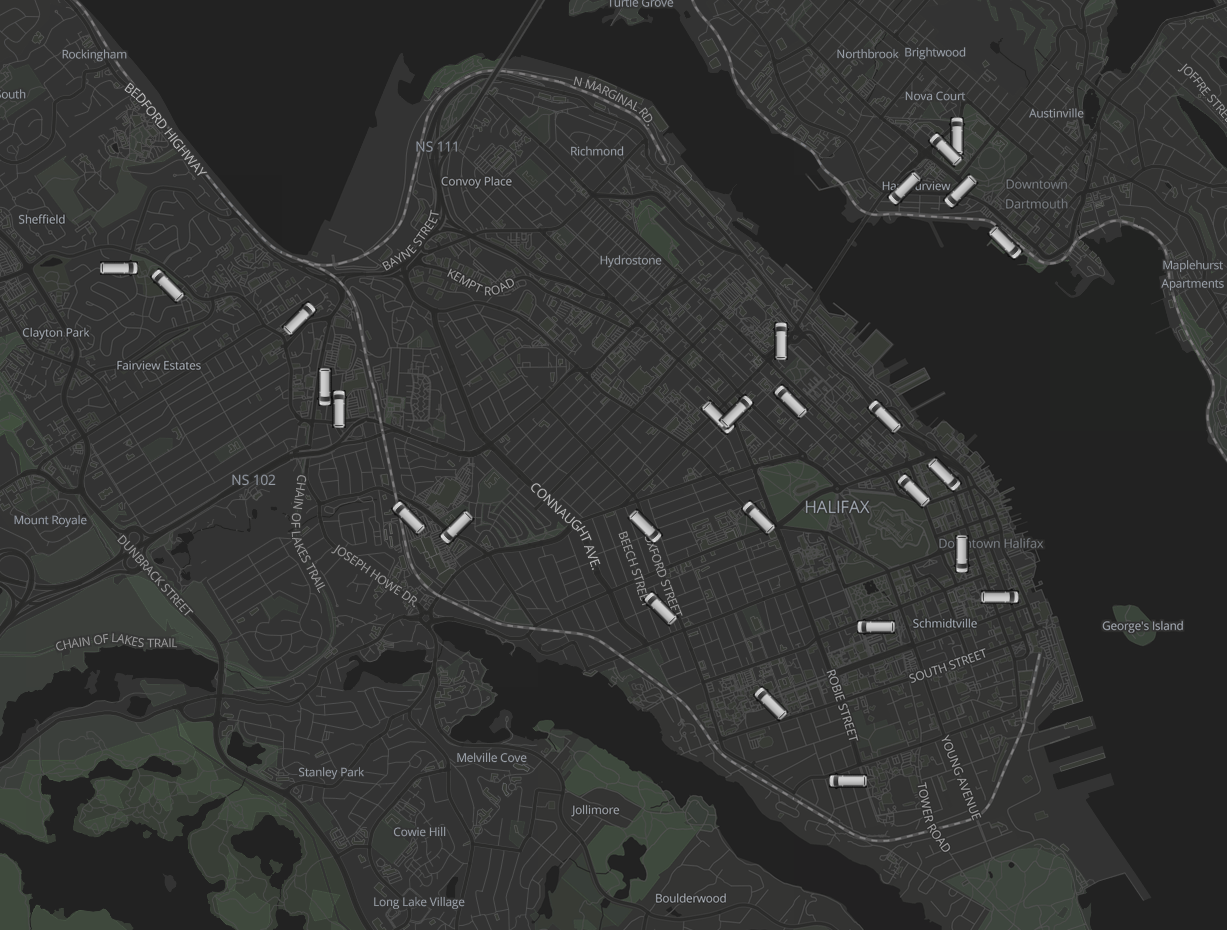 Turtle Grove
Rockingham
Northbrook
Brightwood
South
BEDFORD HIGHWAY
N MARGINAL RD.
JOFFRE STRE
Nova Court
Austinville
NS 111
Richmond
Convoy Place
Downtown
Dartmouth
Sheffield
BAYNE STREET
Hydrostone
KEMPT ROAD
Maplehurst
Apartments
Clayton Park
Fairview Estates
NS 102
CONNAUGHT AVE.
HALIFAX
Mount Royale
CHAIN OF LAKES TRAIL
JOSEPH HOWE DR.
BEECH STREET
XFORD STREET
DUNBRACK STREET
Downtown Halifax
Schmidtville
George's Island
CHAIN OF LAKES TRAIL
SOUTH STREET
ROBIE STREET
YOUNG AVENUE
TOWER ROAD
Melville Cove
Stanley Park
Jollimore
Cowie Hill
Long Lake Village
Boulderwood